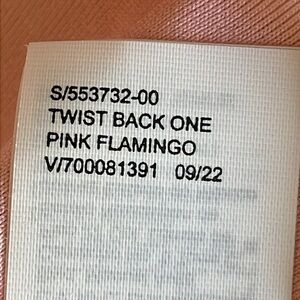 S/553732-00
TWIST BACK ONE
PINK FLAMINGO
V/700081391 09/22